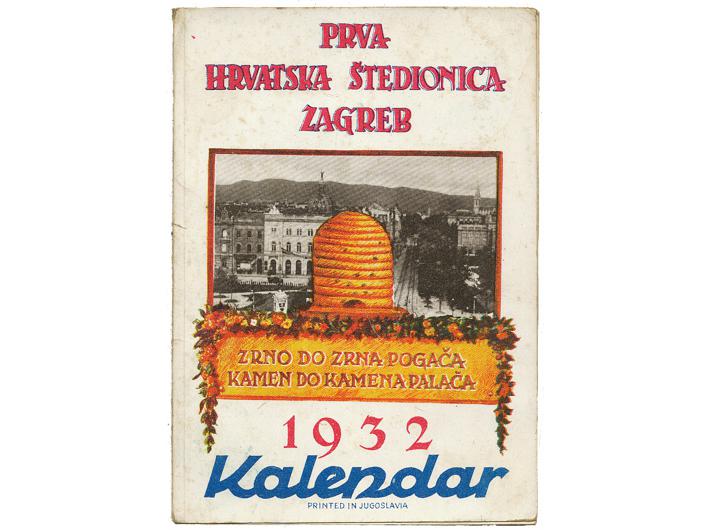 PRVA
HRVATSKA ŠTEDIONICA
ZAGREB
ZRNO DO ZRNA POGAČA
KAMEN DO KAMENA PALAČA
1932
Kalendar
PRINTED IN JUGOSLAVIA